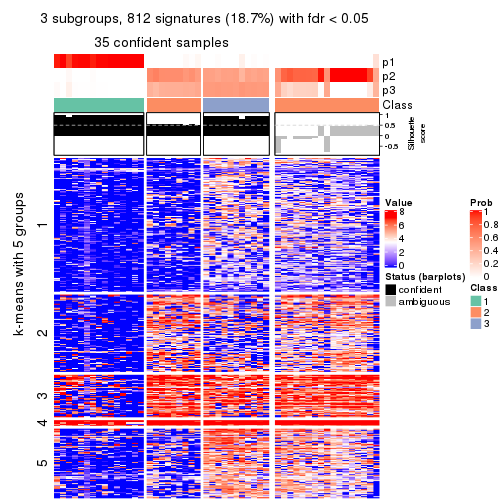 3 subgroups, 812 signatures (18.7%) with fdr < 0.05
35 confident samples
p1
p2
p3
Class
1
0.5
0
-0.5
Silhouette
score
k-means with 5 groups
1
2
3
4
5
Value
8
6
4
2
0
Status (barplots)
confident
ambiguous
Prob
1
0.8
0.6
0.4
0.2
0
Class
1
2
3